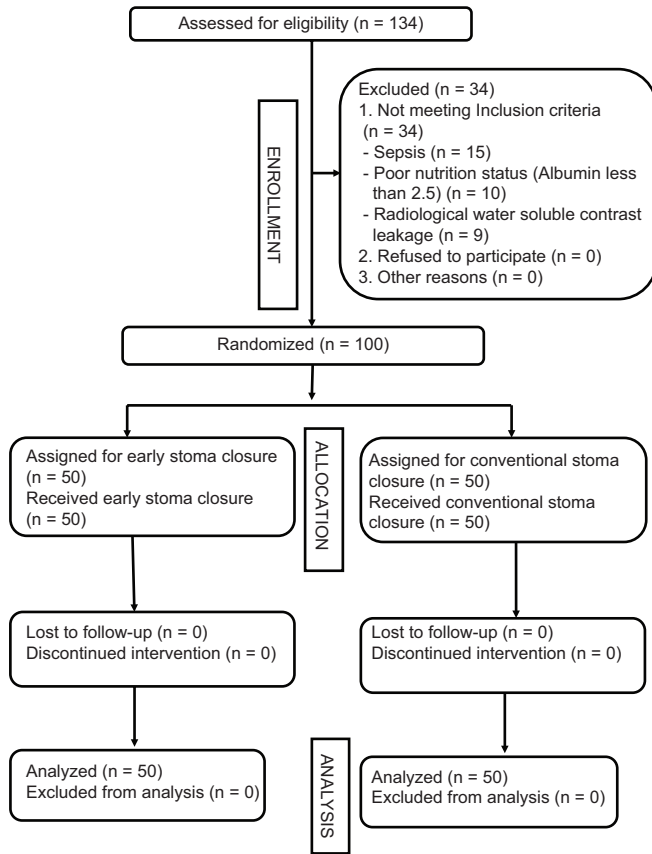 Assessed for eligibility (n = 134)
ENROLLMENT
Excluded (n = 34)
1. Not meeting Inclusion criteria
(n = 34)
- Sepsis (n = 15)
- Poor nutrition status (Albumin less
than 2.5) (n = 10)
- Radiological water soluble contrast
leakage (n = 9)
2. Refused to participate (n = 0)
3. Other reasons (n = 0)
Randomized (n = 100)
ALLOCATION
Assigned for early stoma closure
(n = 50)
Received early stoma closure
(n = 50)
Assigned for conventional stoma
closure (n = 50)
Received conventional stoma
closure (n = 50)
Lost to follow-up (n = 0)
Discontinued intervention (n = 0)
Lost to follow-up (n = 0)
Discontinued intervention (n = 0)
ANALYSIS
Analyzed (n = 50)
Excluded from analysis (n = 0)
Analyzed (n = 50)
Excluded from analysis (n = 0)